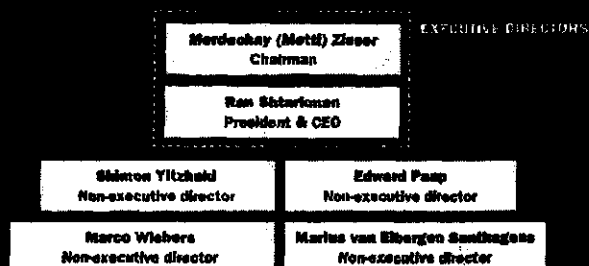 Mordechay (Motti) Zisser
Chairman
EXECUTIVE DIRECTORS
Ran Shtarkman
President & CEO
Shimon Yitzhaki
Non-executive director
Edward Paap
Non-executive director
Marco Wichers
Non-executive director
Marius van Eibergen Santhagens
Non-executive director